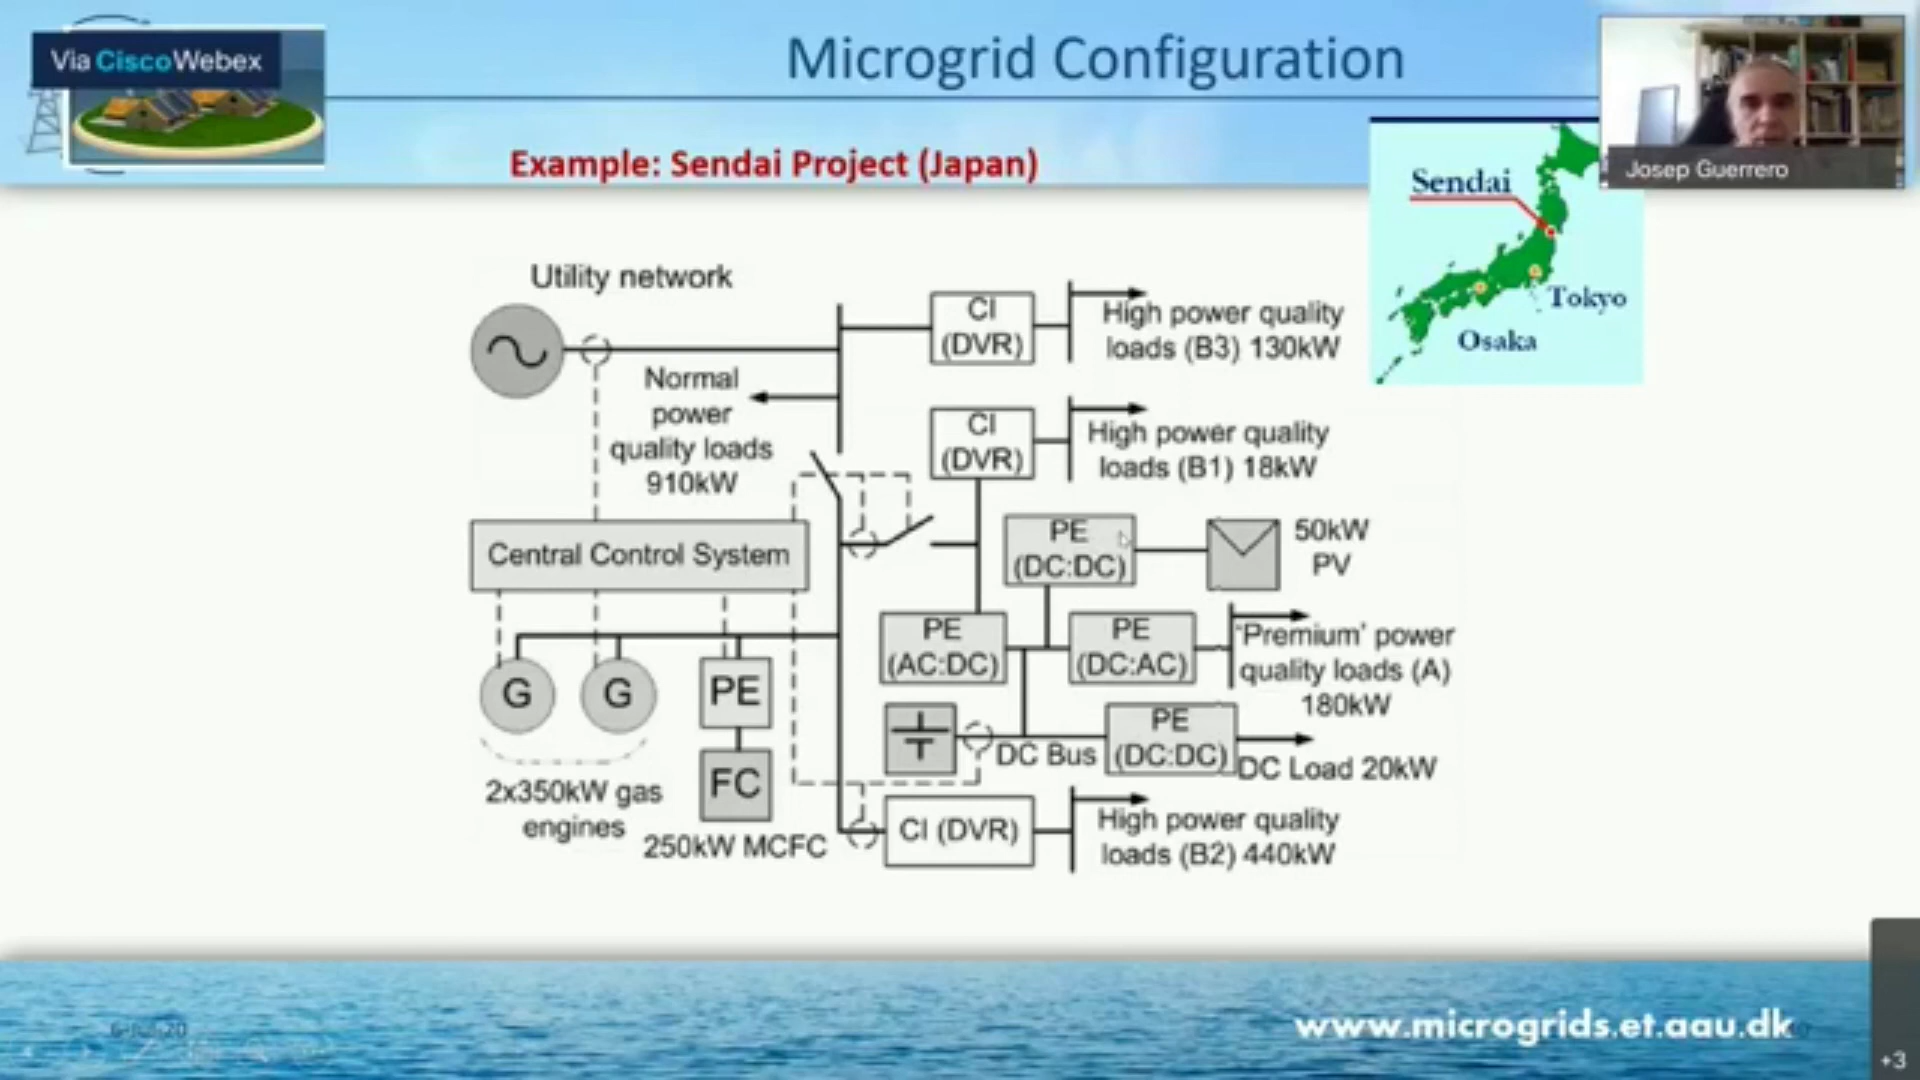 Via CiscoWebex
Microgrid Configuration
Josep Guerrero
Example: Sendai Project (Japan)
Sendai
Tokyo
Osaka
Utility network
CI
(DVR)
High power quality
loads (B3) 130kW
Normal
power
quality loads
910kW
CI
(DVR)
High power quality
loads (B1) 18kW
Central Control System
PE
(DC:DC)
50kW
PV
PE
(AC:DC)
PE
(DC:AC)
'Premium' power
quality loads (A)
180kW
G
G
PE
FC
2x350kW gas
engines
250kW MCFC
DC Bus
PE
(DC:DC)
DC Load 20kW
CI (DVR)
High power quality
loads (B2) 440kW
www.microgrids.et.aau.dk
+3